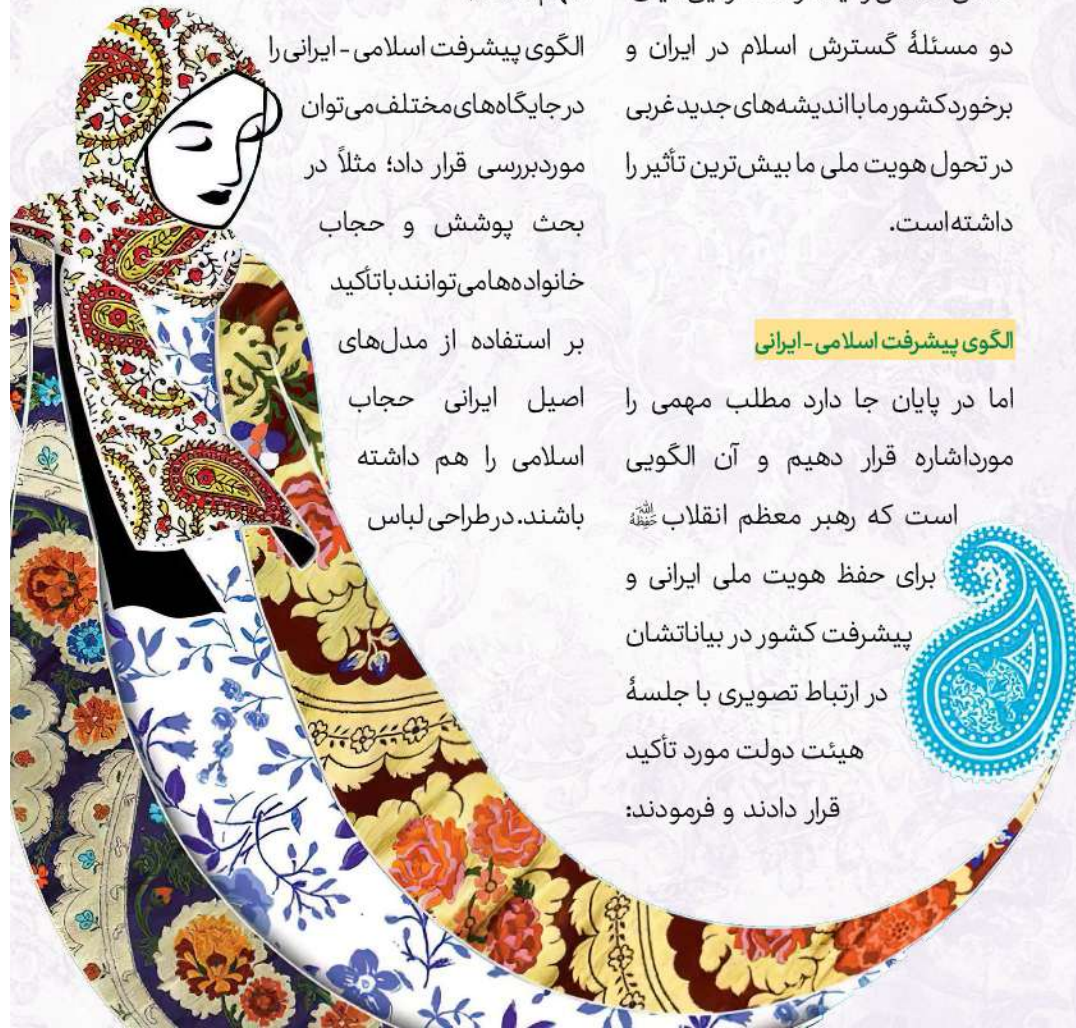 دو مسئلهٔ گسترش اسلام در ایران و
برخورد کشور ما با اندیشه‌های جدید غربی
در تحول هویت ملی ما بیش‌ترین تأثیر را
داشته است.
الگوی پیشرفت اسلامی - ایرانی
اما در پایان جا دارد مطلب مهمی را
مورداشاره قرار دهیم و آن الگویی
است که رهبر معظم انقلاب حفظه‌الله
برای حفظ هویت ملی ایرانی و
پیشرفت کشور در بیاناتشان
در ارتباط تصویری با جلسهٔ
هیئت دولت مورد تأکید
قرار دادند و فرمودند:
الگوی پیشرفت اسلامی - ایرانی را
در جایگاه‌های مختلف می‌توان
موردبررسی قرار داد؛ مثلاً در
بحث پوشش و حجاب
خانواده‌ها می‌توانند با تأکید
بر استفاده از مدل‌های
اصیل ایرانی حجاب
اسلامی را هم داشته
باشند. در طراحی لباس